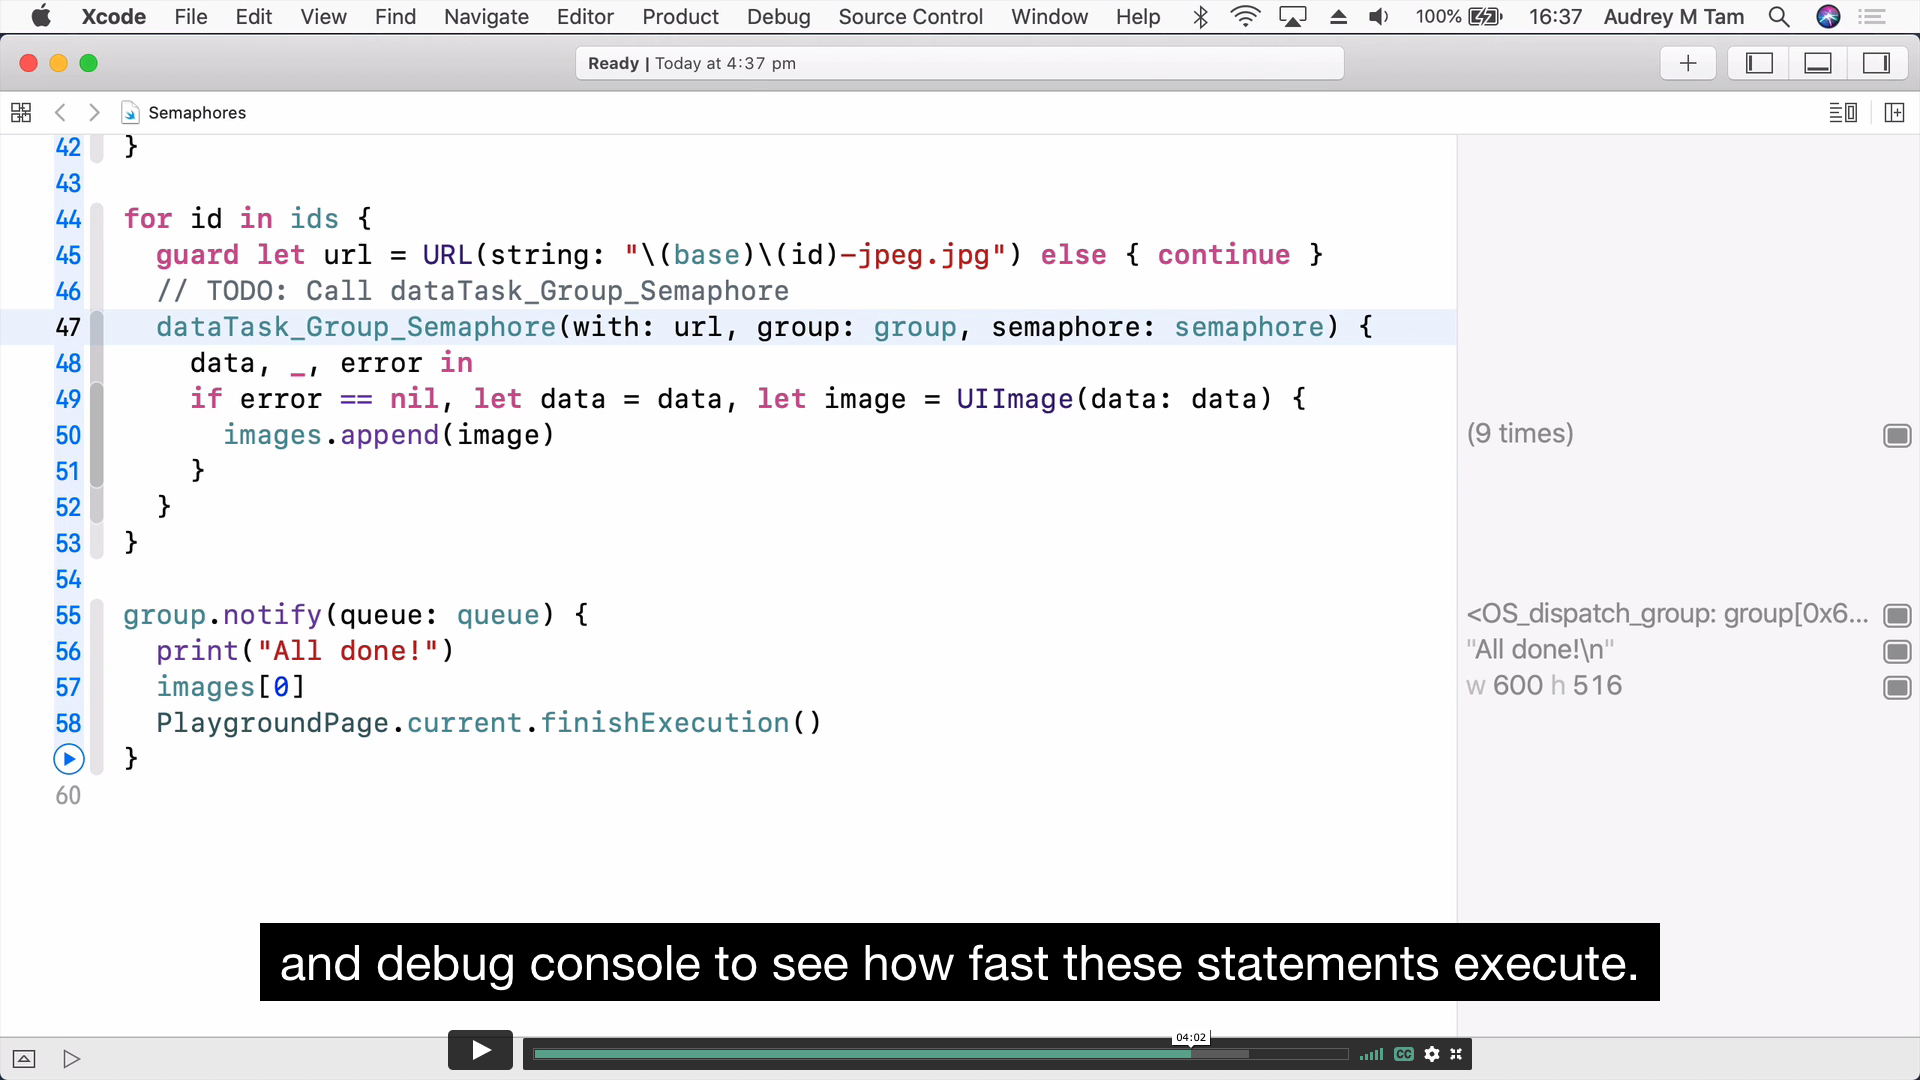 Xcode File Edit View Find Navigate Editor Product Debug Source Control Window Help 100% 16:37 Audrey M Tam
Ready | Today at 4:37 pm
Semaphores
42 }
43
44 for id in ids {
45 guard let url = URL(string: "\(base)\(id)-jpeg.jpg") else { continue }
46 // TODO: Call dataTask_Group_Semaphore
47 dataTask_Group_Semaphore(with: url, group: group, semaphore: semaphore) {
48 data, _, error in
49 if error == nil, let data = data, let image = UIImage(data: data) {
50 images.append(image)
(9 times)
51 }
52 }
53 }
54
55 group.notify(queue: queue) {
<OS_dispatch_group: group[0x6...
56 print("All done!")
"All done!\n"
57 images[0]
w 600 h 516
58 PlaygroundPage.current.finishExecution()
}
60
and debug console to see how fast these statements execute.
04:02
CC